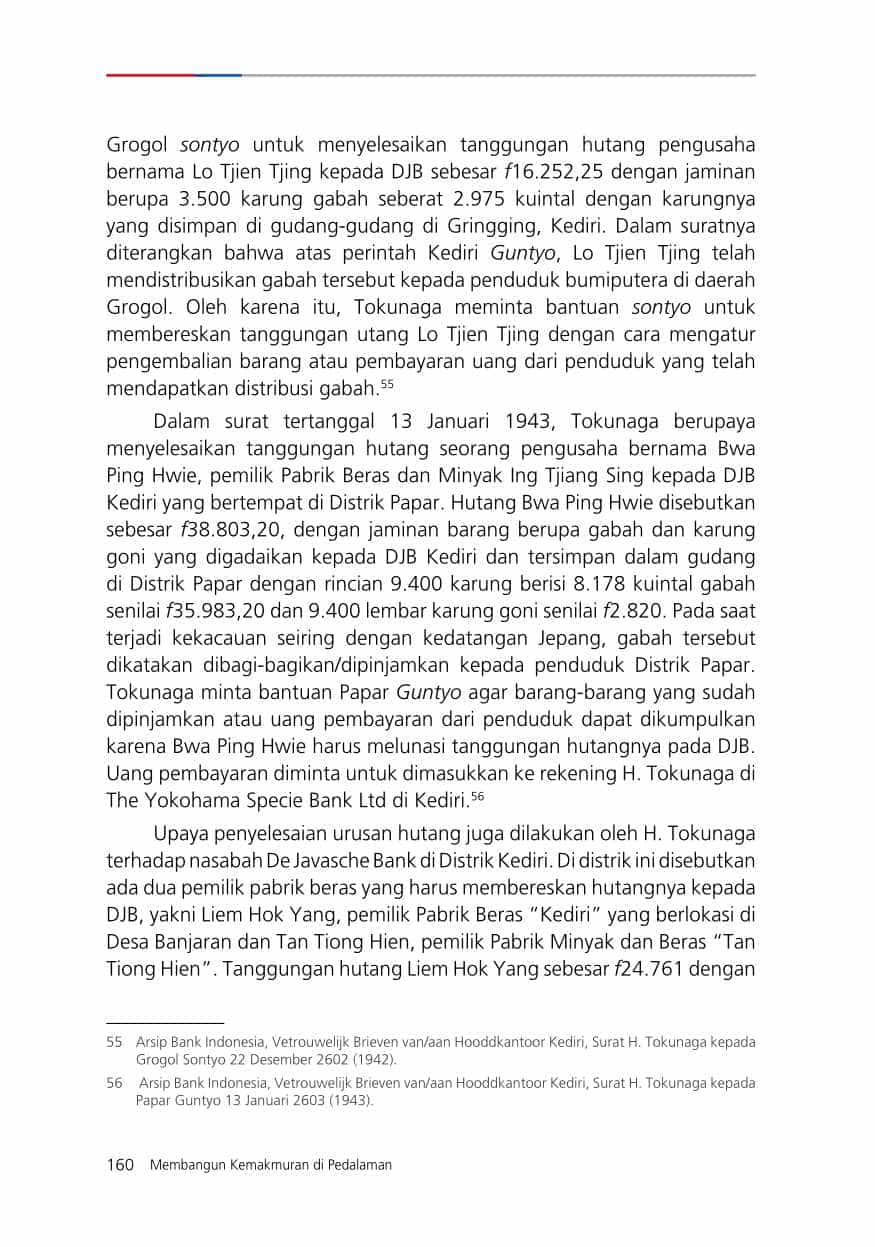 Grogol sontyo untuk menyelesaikan tanggungan hutang pengusaha
bernama Lo Tjien Tjing kepada DJB sebesar f16.252,25 dengan jaminan
berupa 3.500 karung gabah seberat 2.975 kuintal dengan karungnya
yang disimpan di gudang-gudang di Gringging, Kediri. Dalam suratnya
diterangkan bahwa atas perintah Kediri Guntyo, Lo Tjien Tjing telah
mendistribusikan gabah tersebut kepada penduduk bumiputera di daerah
Grogol. Oleh karena itu, Tokunaga meminta bantuan sontyo untuk
membereskan tanggungan utang Lo Tjien Tjing dengan cara mengatur
pengembalian barang atau pembayaran uang dari penduduk yang telah
mendapatkan distribusi gabah.55
Dalam surat tertanggal 13 Januari 1943, Tokunaga berupaya
menyelesaikan tanggungan hutang seorang pengusaha bernama Bwa
Ping Hwie, pemilik Pabrik Beras dan Minyak Ing Tjiang Sing kepada DJB
Kediri yang bertempat di Distrik Papar. Hutang Bwa Ping Hwie disebutkan
sebesar f38.803,20, dengan jaminan barang berupa gabah dan karung
goni yang digadaikan kepada DJB Kediri dan tersimpan dalam gudang
di Distrik Papar dengan rincian 9.400 karung berisi 8.178 kuintal gabah
senilai f35.983,20 dan 9.400 lembar karung goni senilai f2.820. Pada saat
terjadi kekacauan seiring dengan kedatangan Jepang, gabah tersebut
dikatakan dibagi-bagikan/dipinjamkan kepada penduduk Distrik Papar.
Tokunaga minta bantuan Papar Guntyo agar barang-barang yang sudah
dipinjamkan atau uang pembayaran dari penduduk dapat dikumpulkan
karena Bwa Ping Hwie harus melunasi tanggungan hutangnya pada DJB.
Uang pembayaran diminta untuk dimasukkan ke rekening H. Tokunaga di
The Yokohama Specie Bank Ltd di Kediri.56
Upaya penyelesaian urusan hutang juga dilakukan oleh H. Tokunaga
terhadap nasabah De Javasche Bank di Distrik Kediri. Di distrik ini disebutkan
ada dua pemilik pabrik beras yang harus membereskan hutangnya kepada
DJB, yakni Liem Hok Yang, pemilik Pabrik Beras “Kediri” yang berlokasi di
Desa Banjaran dan Tan Tiong Hien, pemilik Pabrik Minyak dan Beras “Tan
Tiong Hien”. Tanggungan hutang Liem Hok Yang sebesar f24.761 dengan
55 Arsip Bank Indonesia, Vetrouwelijk Brieven van/aan Hooddkantoor Kediri, Surat H. Tokunaga kepada
Grogol Sontyo 22 Desember 2602 (1942).
56 Arsip Bank Indonesia, Vetrouwelijk Brieven van/aan Hooddkantoor Kediri, Surat H. Tokunaga kepada
Papar Guntyo 13 Januari 2603 (1943).
160 Membangun Kemakmuran di Pedalaman